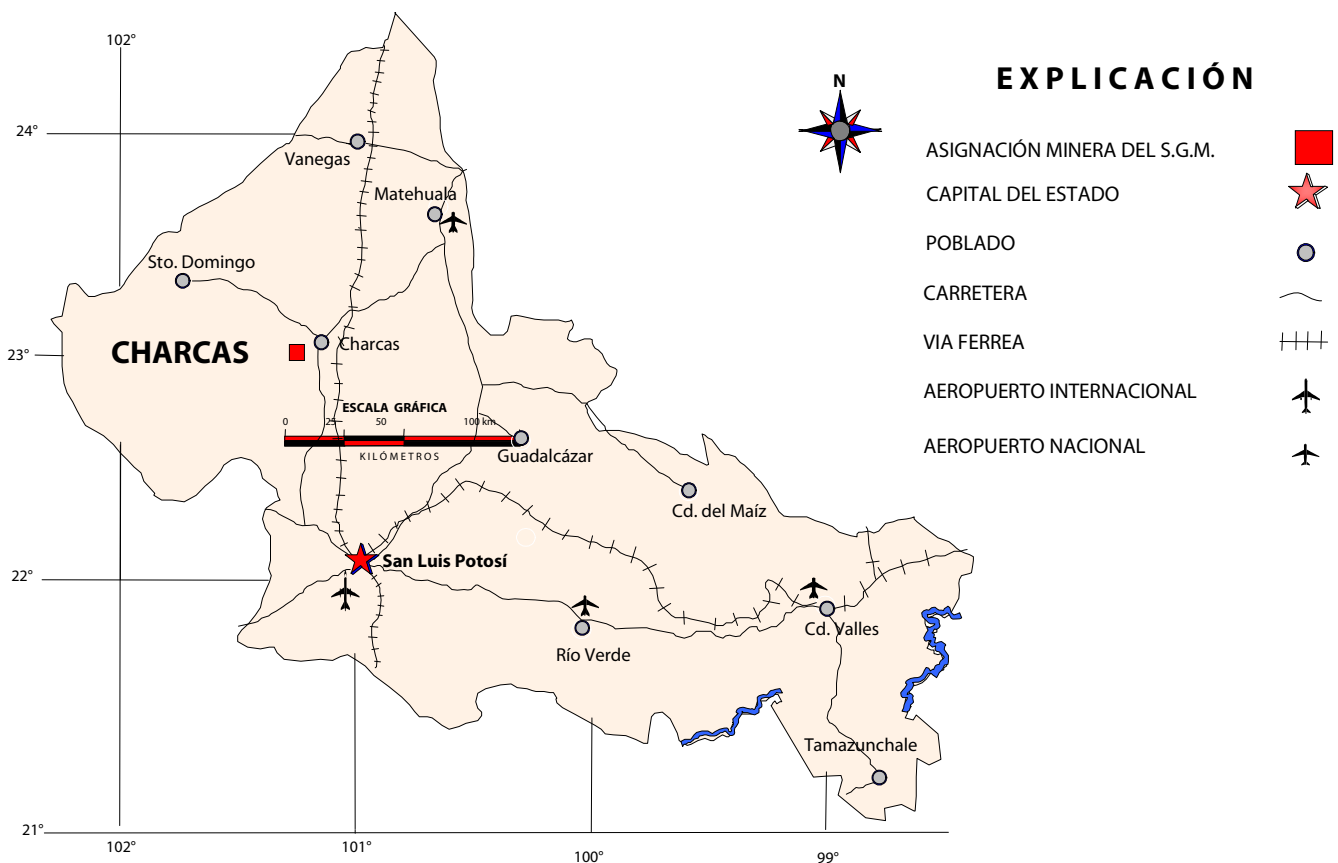 102°
24°
Vanegas
Matehuala
Sto. Domingo
CHARCAS
Charcas
23°
ESCALA GRÁFICA
0 25 50 100 km
KILÓMETROS
Guadalcázar
Cd. del Maíz
San Luis Potosí
22°
Cd. Valles
Río Verde
Tamazunchale
21°
102° 101° 100° 99°
N
EXPLICACIÓN
ASIGNACIÓN MINERA DEL S.G.M.
CAPITAL DEL ESTADO
POBLADO
CARRETERA
VIA FERREA
AEROPUERTO INTERNACIONAL
AEROPUERTO NACIONAL